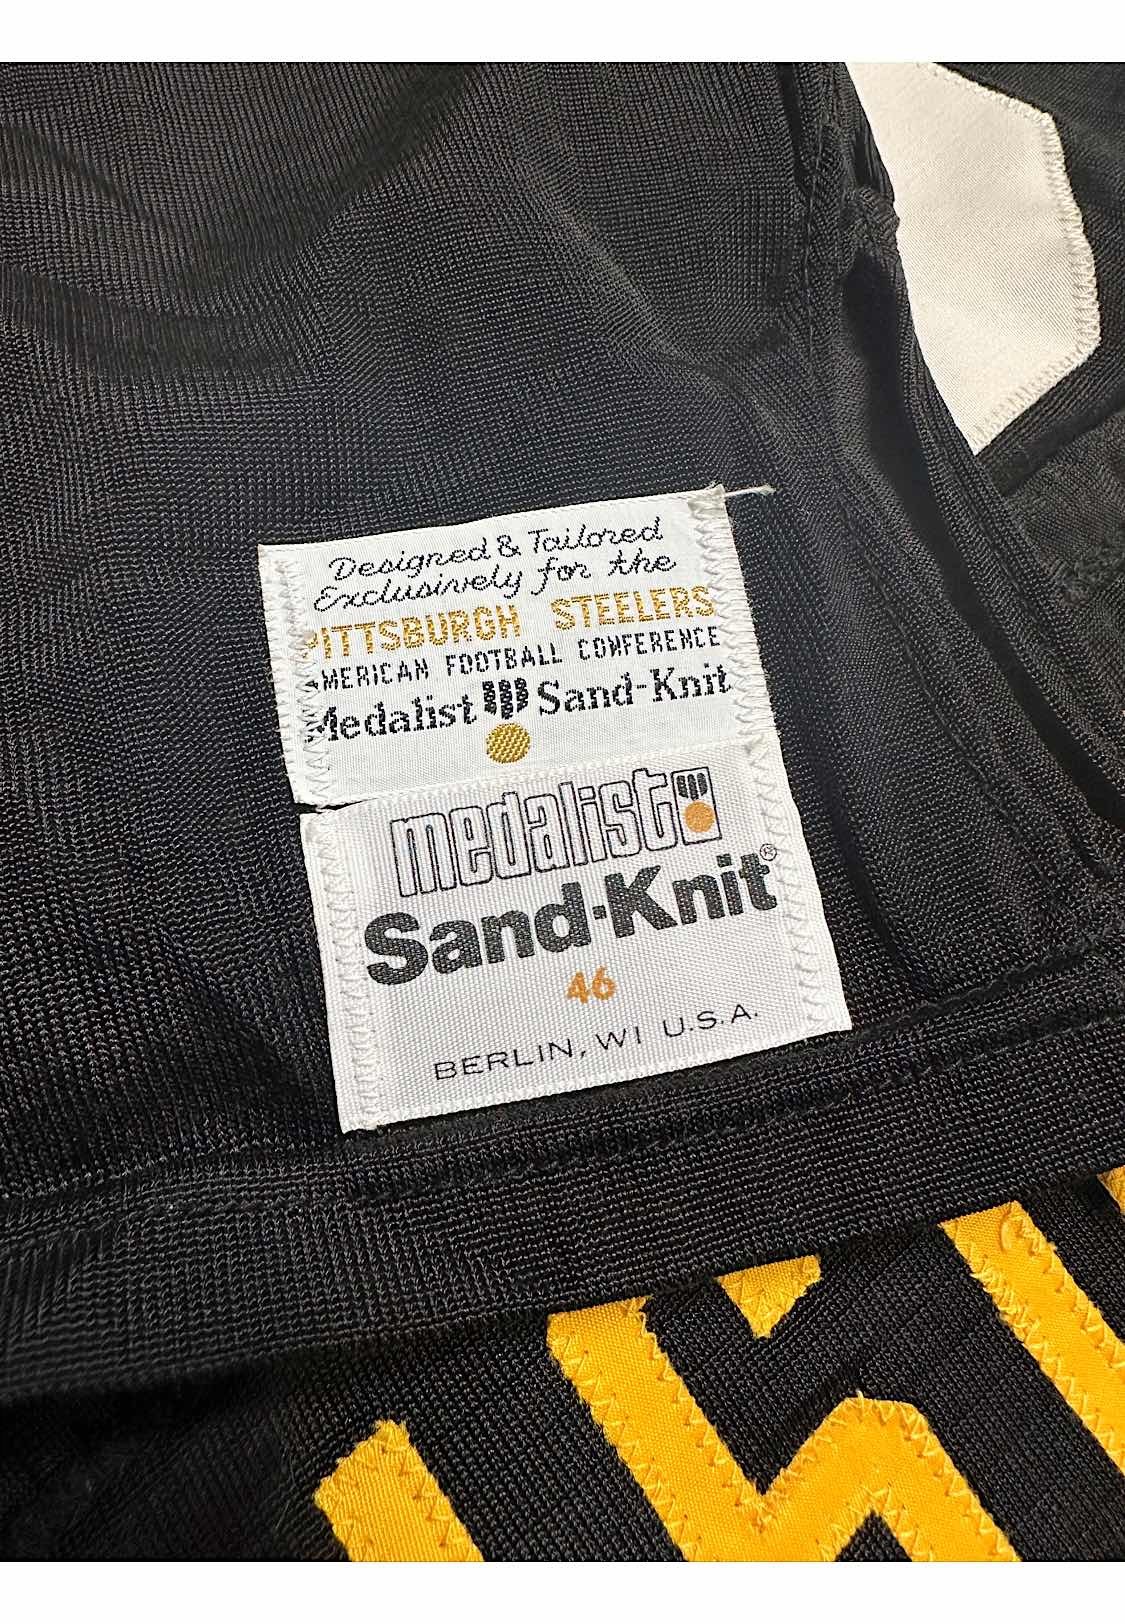 Designed & Tailored
Exclusively for the
PITTSBURGH STEELERS
AMERICAN FOOTBALL CONFERENCE
Medalist Sand-Knit
medalist
Sand-Knit®
46
BERLIN, WI U.S.A.